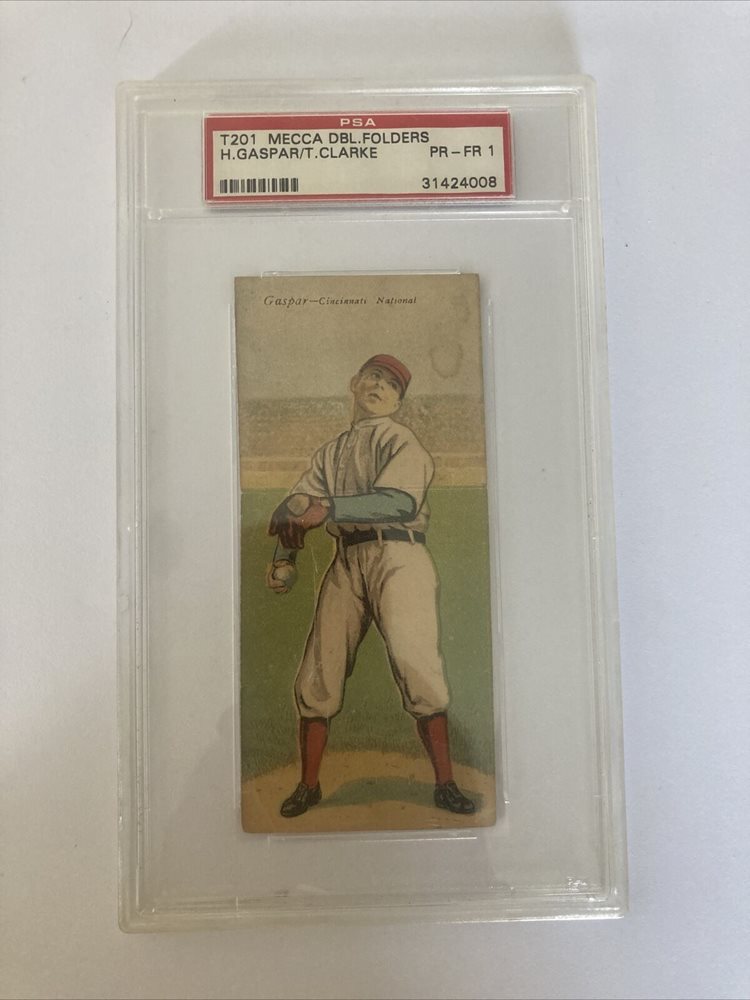 PSA
T201 MECCA DBL.FOLDERS
H.GASPAR/T.CLARKE PR-FR 1
31424008
Gaspar—Cincinnati National